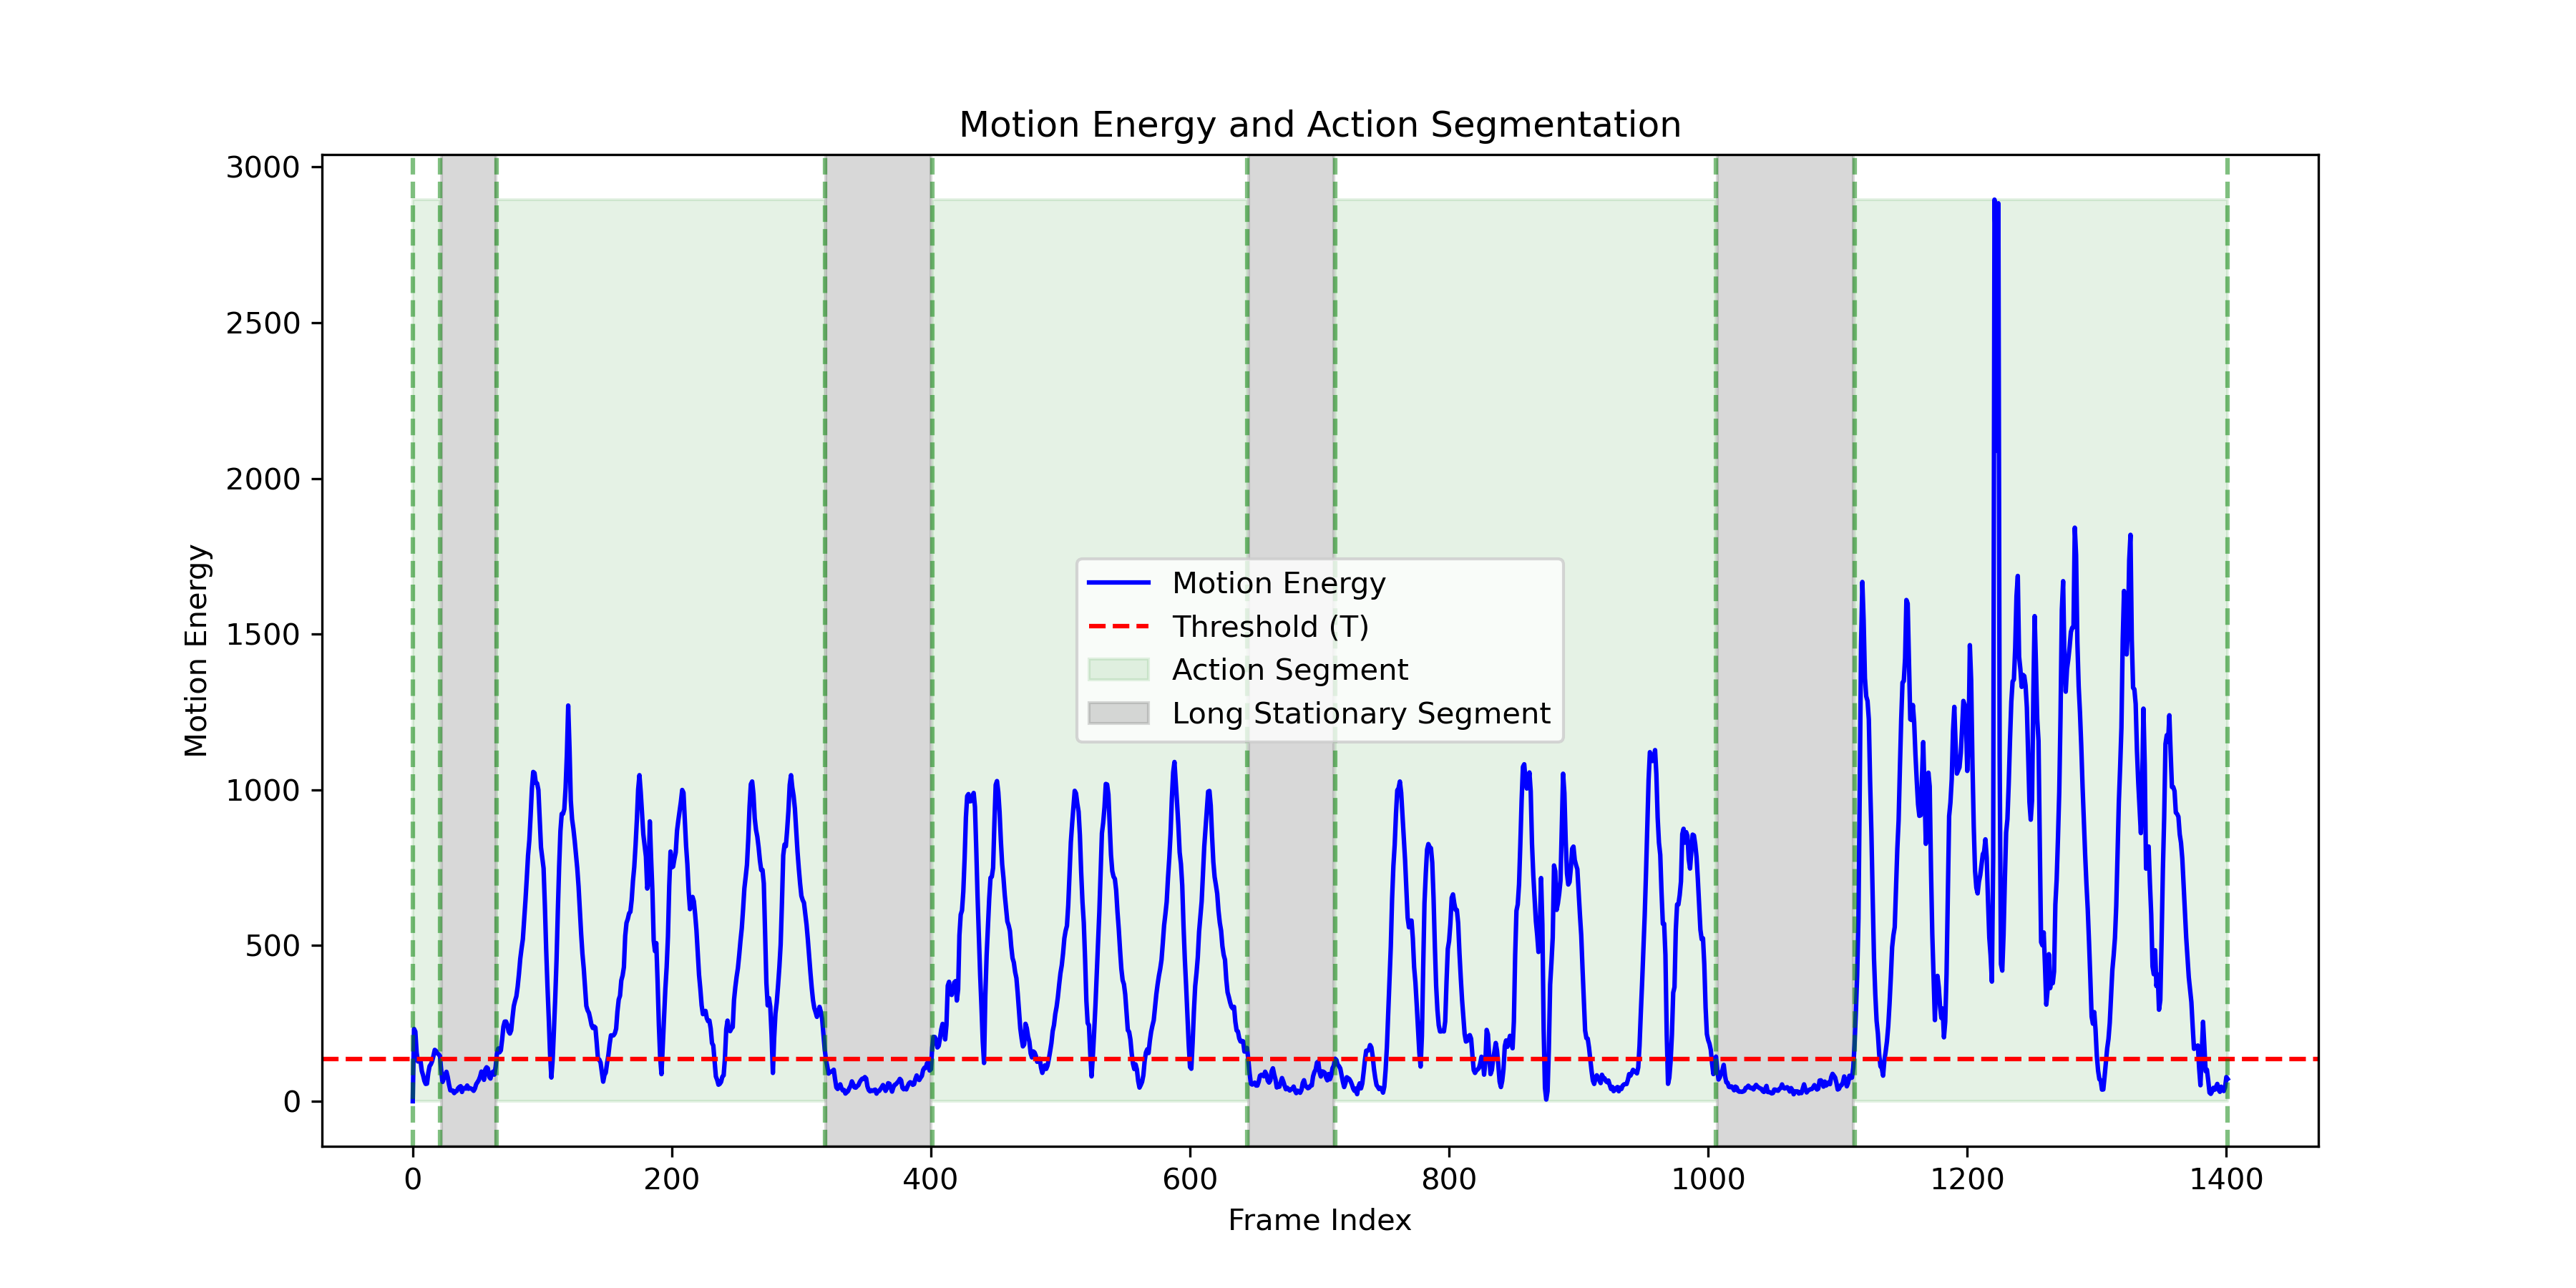 Motion Energy and Action Segmentation
3000
2500
2000
1500
1000
500
0
Motion Energy
Motion Energy
Threshold (T)
Action Segment
Long Stationary Segment
0 200 400 600 800 1000 1200 1400
Frame Index